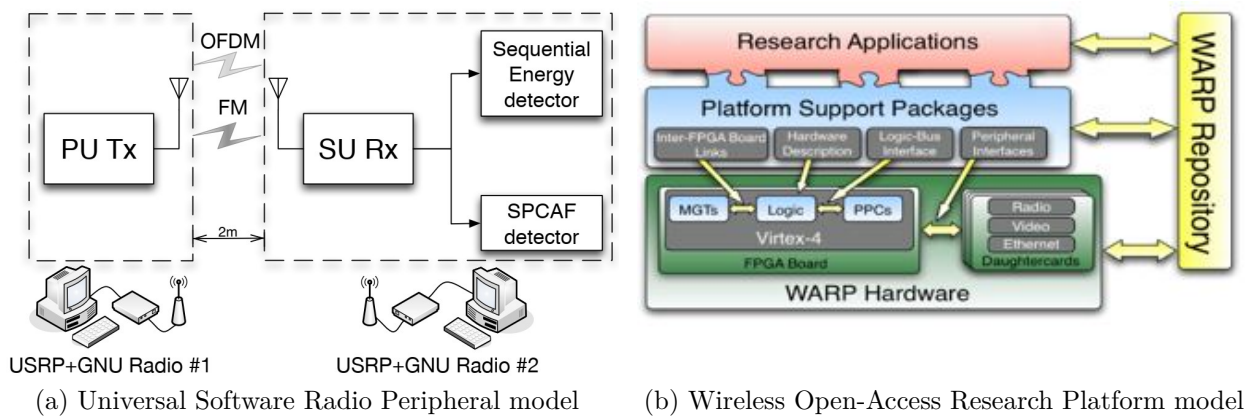 OFDM
FM
PU Tx
SU Rx
Sequential
Energy
detector
SPCAF
detector
2m
USRP+GNU Radio #1
USRP+GNU Radio #2
(a) Universal Software Radio Peripheral model
Research Applications
Platform Support Packages
Inter-FPGA Board
Links
Hardware
Description
Logic-Bus
Interface
Peripheral
Interfaces
MGTs
Logic
PPCs
Virtex-4
FPGA Board
Radio
Video
Ethernet
Daughtercards
WARP Hardware
WARP Repository
(b) Wireless Open-Access Research Platform model